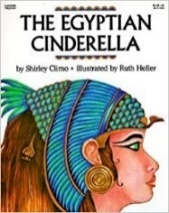 THE EGYPTIAN
CINDERELLA
by Shirley Climo • Illustrated by Ruth Heller